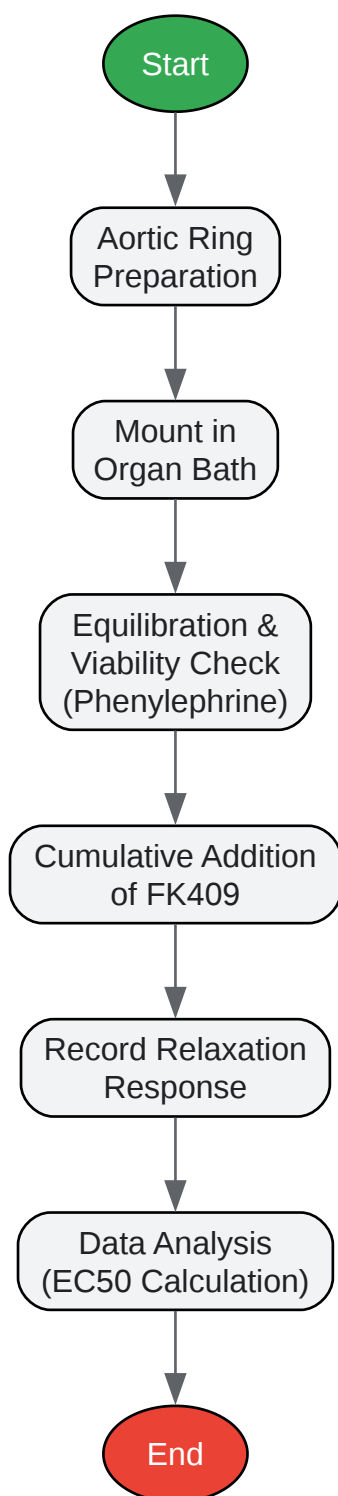 Start
Aortic Ring
Preparation
Mount in
Organ Bath
Equilibration &
Viability Check
(Phenylephrine)
Cumulative Addition
of FK409
Record Relaxation
Response
Data Analysis
(EC50 Calculation)
End